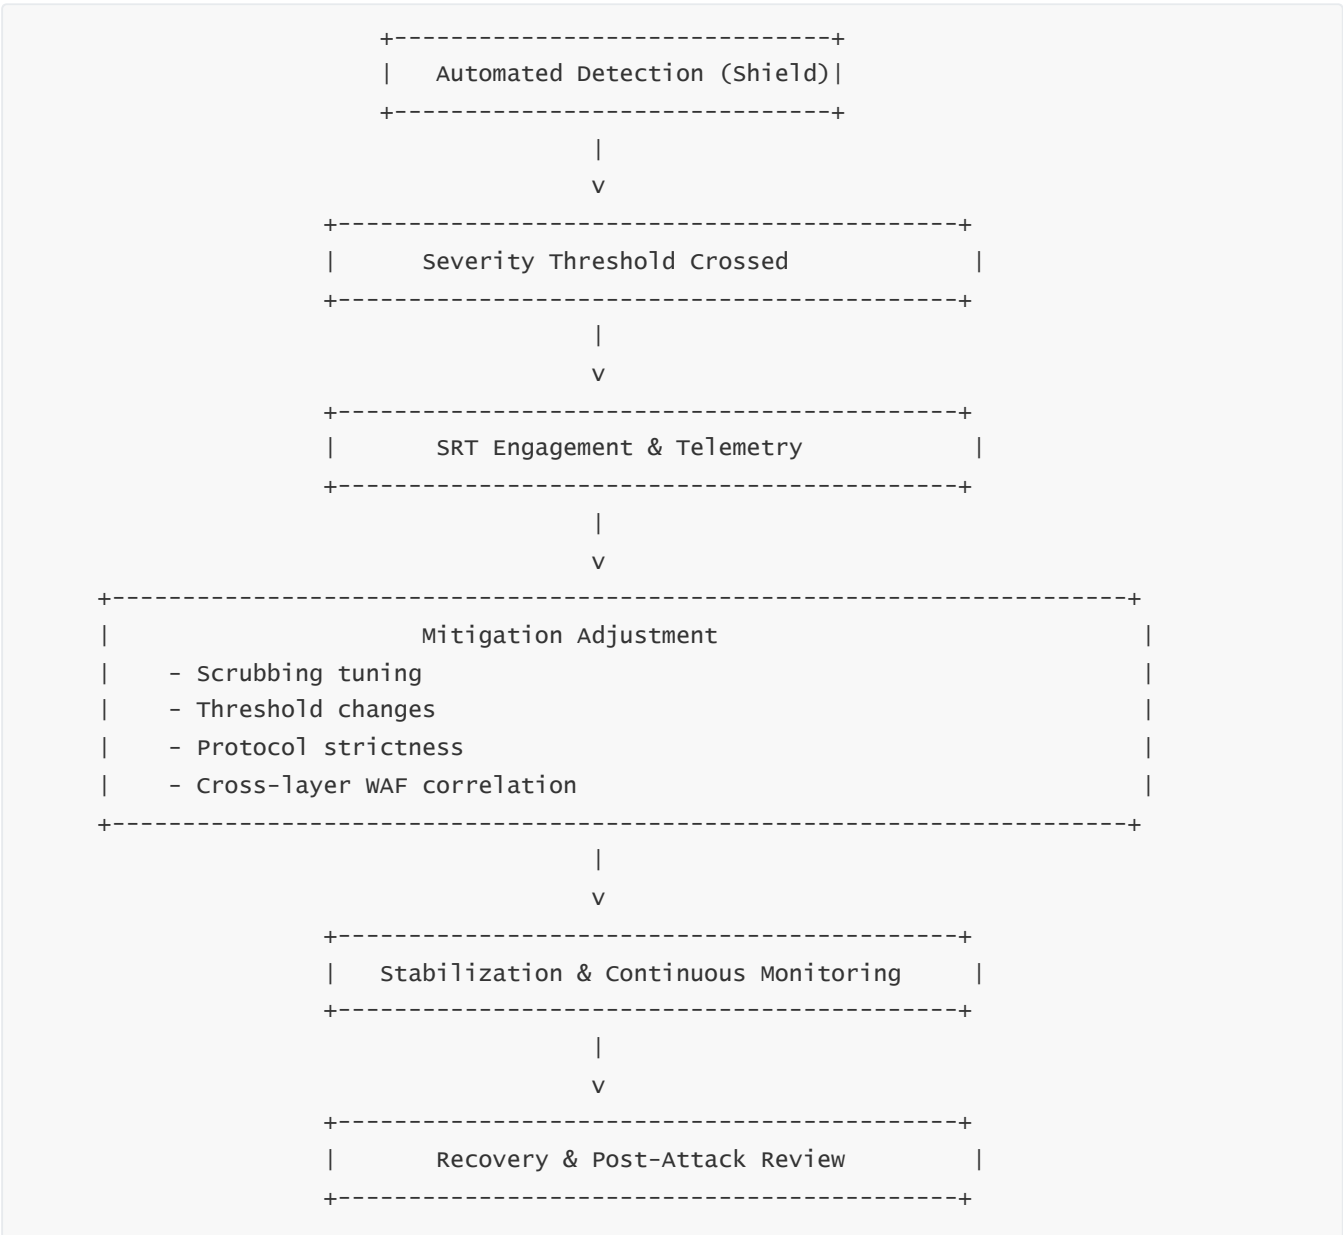 +-------------------------------+
|   Automated Detection (Shield)|
+-------------------------------+
|
v
+--------------------------------------------+
|      Severity Threshold Crossed             |
+--------------------------------------------+
|
v
+--------------------------------------------+
|       SRT Engagement & Telemetry            |
+--------------------------------------------+
|
v
+------------------------------------------------------------------------+
|                      Mitigation Adjustment                              |
|    - Scrubbing tuning                                                   |
|    - Threshold changes                                                  |
|    - Protocol strictness                                                |
|    - Cross-layer WAF correlation                                        |
+------------------------------------------------------------------------+
|
v
+--------------------------------------------+
|   Stabilization & Continuous Monitoring     |
+--------------------------------------------+
|
v
+--------------------------------------------+
|       Recovery & Post-Attack Review         |
+--------------------------------------------+